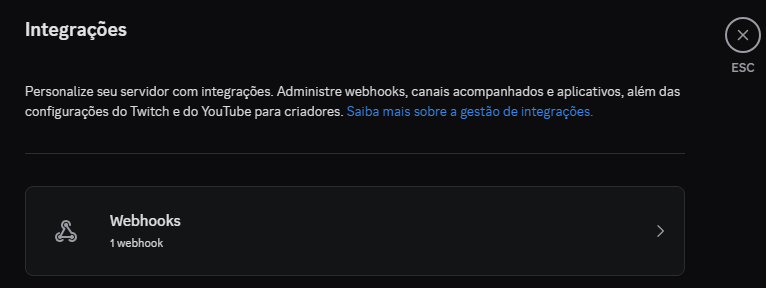 Integrações
ESC
Personalize seu servidor com integrações. Administre webhooks, canais acompanhados e aplicativos, além das
configurações do Twitch e do YouTube para criadores. Saiba mais sobre a gestão de integrações.
Webhooks
1 webhook